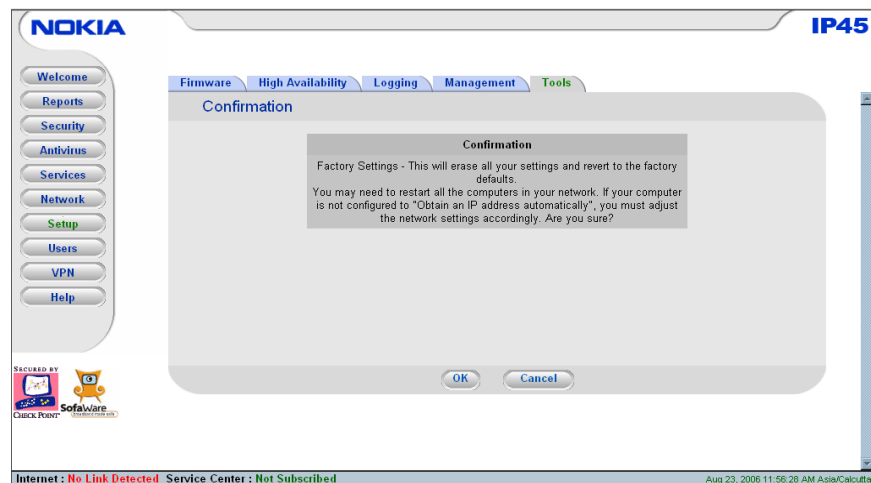 NOKIA
IP45
Welcome
Reports
Security
Antivirus
Services
Network
Setup
Users
VPN
Help
Firmware
High Availability
Logging
Management
Tools
Confirmation
Confirmation
Factory Settings - This will erase all your settings and revert to the factory
defaults.
You may need to restart all the computers in your network. If your computer
is not configured to "Obtain an IP address automatically", you must adjust
the network settings accordingly. Are you sure?
OK
Cancel
SECURED BY
CHECK POINT
SofaWare
Internet : No Link Detected Service Center : Not Subscribed
Aug 23, 2006 11:56:28 AM Asia/Calcutta